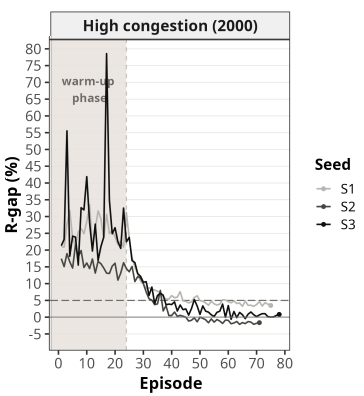 High congestion (2000)
80
75
70
65
60
55
50
45
40
35
30
25
20
15
10
5
0
-5
R-gap (%)
warm-up
phase
0 10 20 30 40 50 60 70 80
Episode
Seed
S1
S2
S3